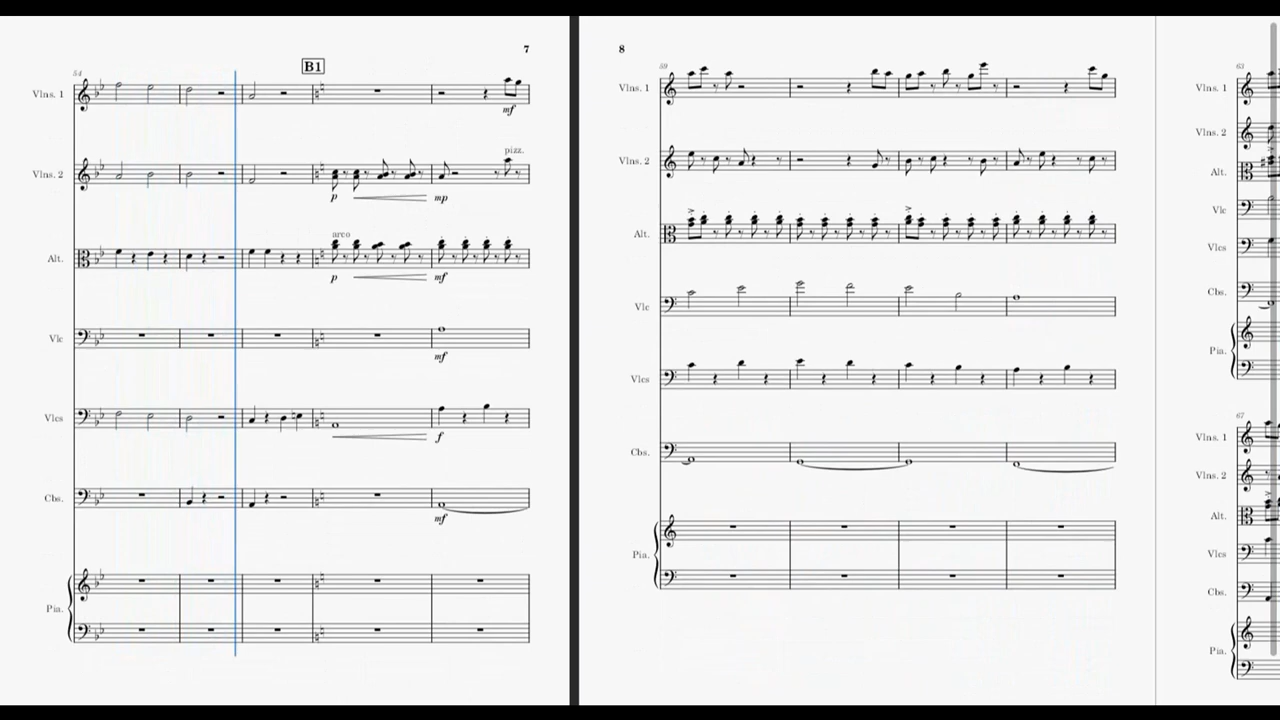 7
54
B1
Vlns. 1
mf
pizz.
Vlns. 2
p
mp
arco
Alt.
p
mf
Vlc
mf
Vlcs
f
Cbs.
mf
Pia.
8
59
Vlns. 1
Vlns. 2
Alt.
Vlc
Vlcs
Cbs.
Pia.
63
Vlns. 1
Vlns. 2
Alt.
Vlc
Vlcs
Cbs.
Pia.
67
Vlns. 1
Vlns. 2
Alt.
Vlcs
Cbs.
Pia.